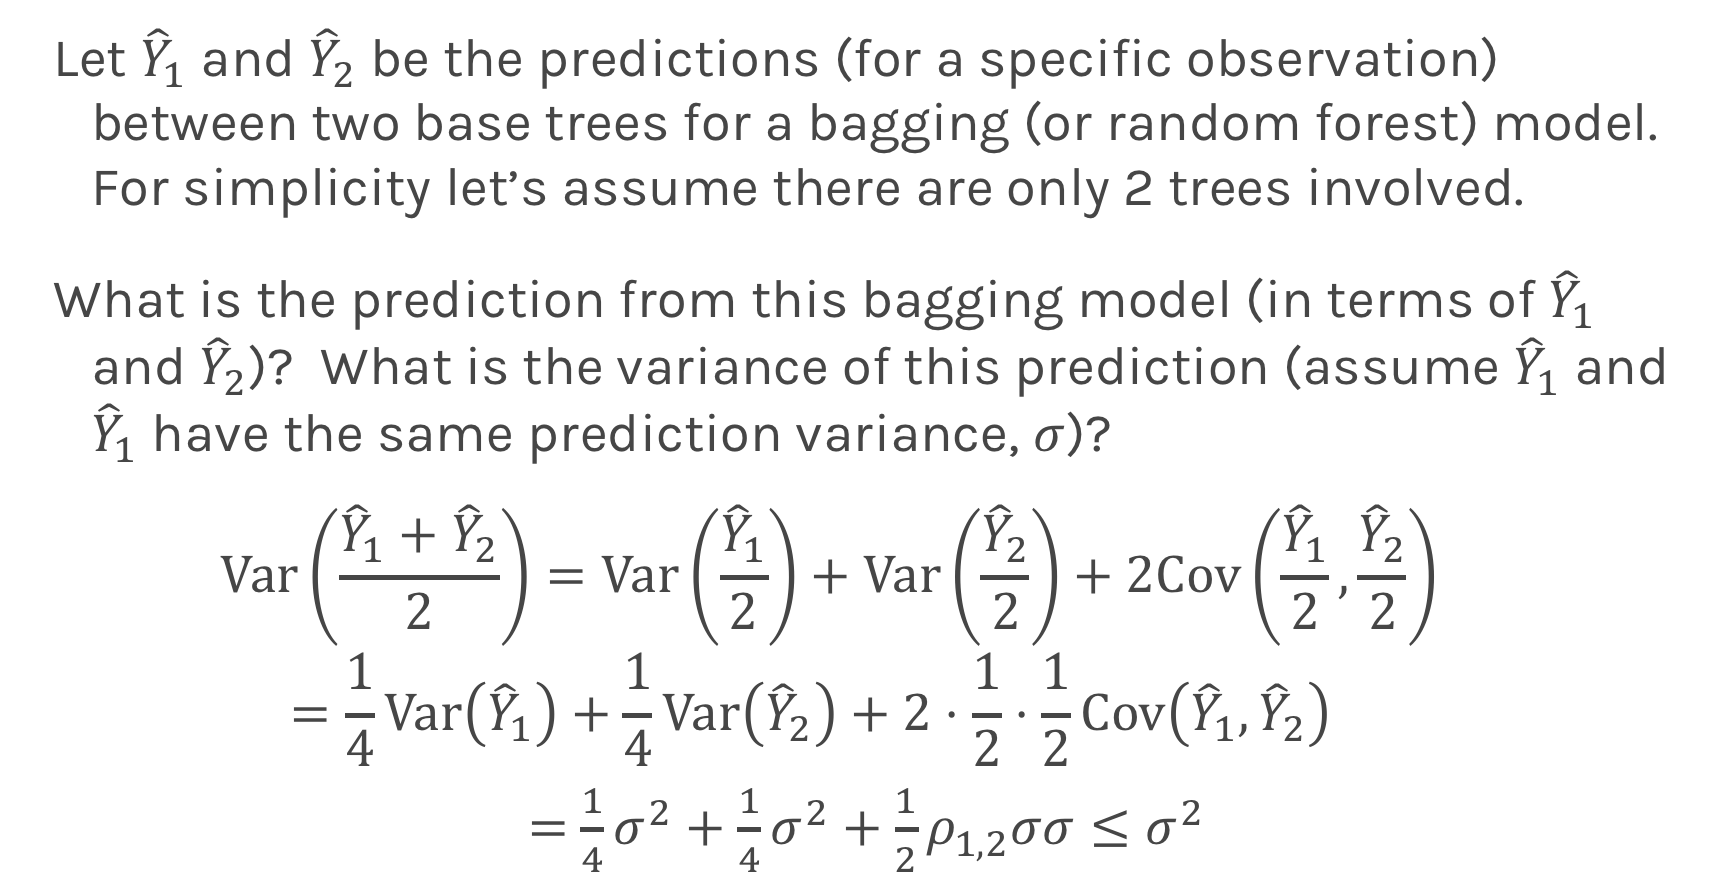 Let Ŷ₁ and Ŷ₂ be the predictions (for a specific observation)
between two base trees for a bagging (or random forest) model.
For simplicity let’s assume there are only 2 trees involved.
What is the prediction from this bagging model (in terms of Ŷ₁
and Ŷ₂)? What is the variance of this prediction (assume Ŷ₁ and
Ŷ₁ have the same prediction variance, σ)?
Var((Ŷ₁ + Ŷ₂)/2) = Var(Ŷ₁/2) + Var(Ŷ₂/2) + 2Cov(Ŷ₁/2, Ŷ₂/2)
= 1/4 Var(Ŷ₁) + 1/4 Var(Ŷ₂) + 2 · 1/2 · 1/2 Cov(Ŷ₁, Ŷ₂)
= 1/4 σ² + 1/4 σ² + 1/2 ρ₁,₂σσ ≤ σ²